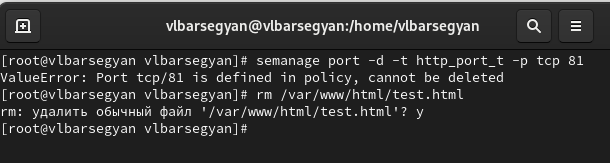 vlbarsegyan@vlbarsegyan:/home/vlbarsegyan
[root@vlbarsegyan vlbarsegyan]# semanage port -d -t http_port_t -p tcp 81
ValueError: Port tcp/81 is defined in policy, cannot be deleted
[root@vlbarsegyan vlbarsegyan]# rm /var/www/html/test.html
rm: удалить обычный файл '/var/www/html/test.html'? y
[root@vlbarsegyan vlbarsegyan]#